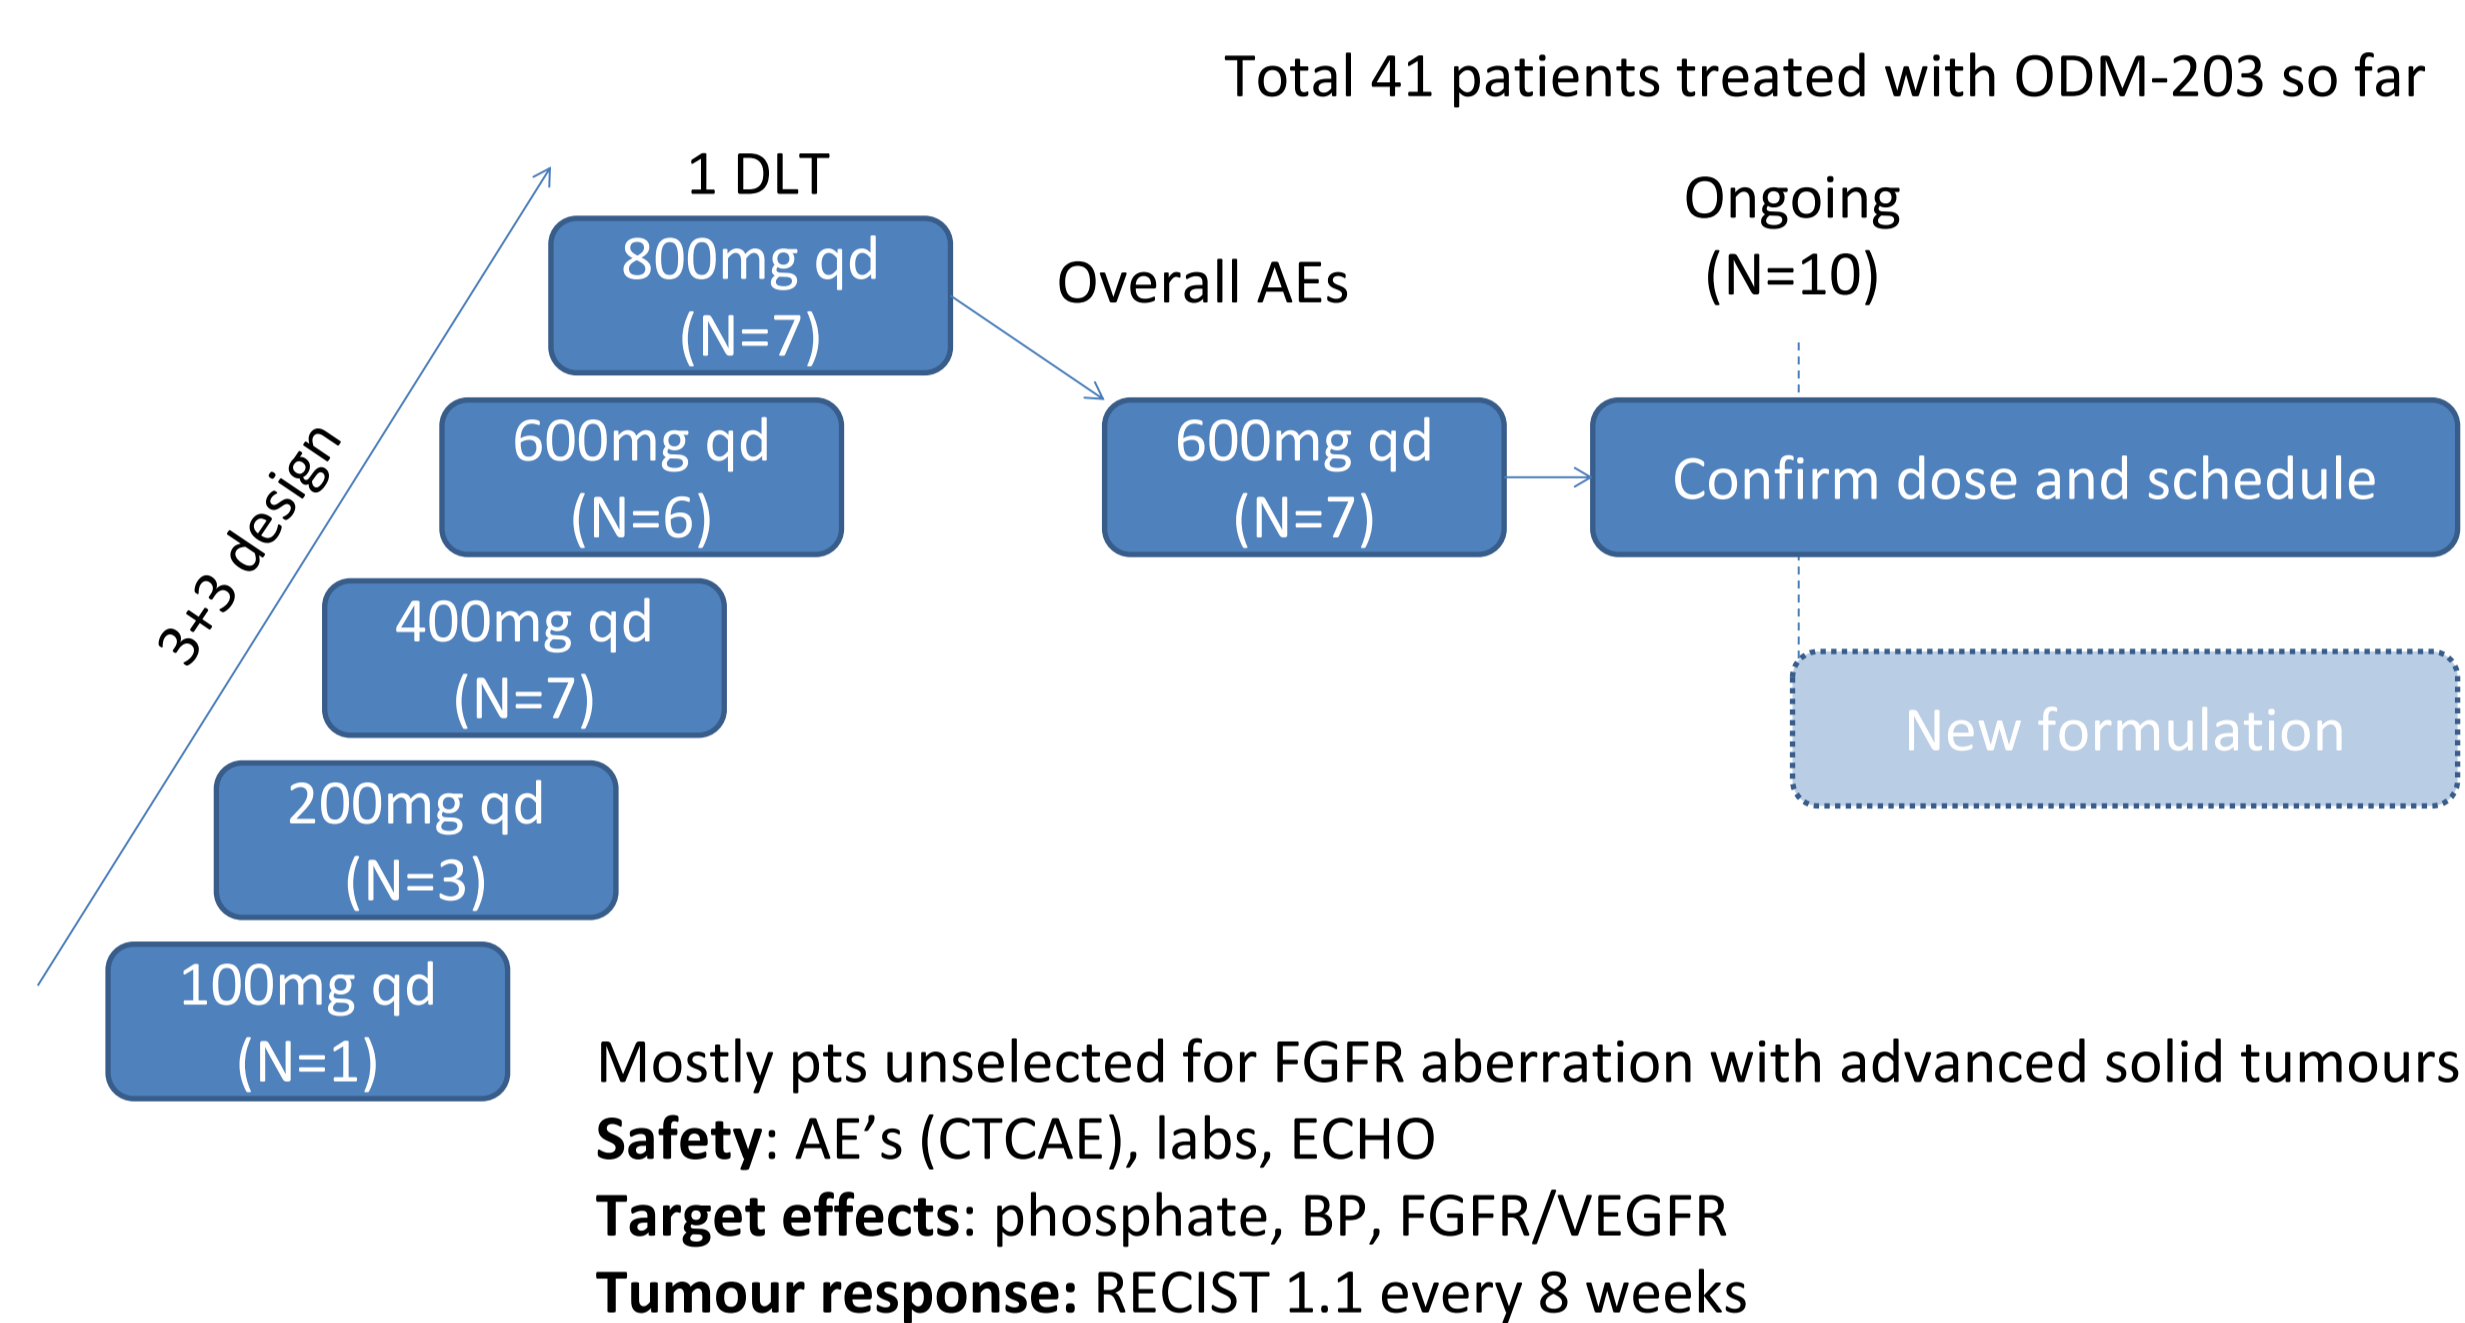 Total 41 patients treated with ODM-203 so far
1 DLT
800mg qd
(N=7)
Overall AEs
Ongoing
(N=10)
600mg qd
(N=6)
600mg qd
(N=7)
Confirm dose and schedule
3+3 design
400mg qd
(N=7)
New formulation
200mg qd
(N=3)
100mg qd
(N=1)
Mostly pts unselected for FGFR aberration with advanced solid tumours
Safety: AE’s (CTCAE), labs, ECHO
Target effects: phosphate, BP, FGFR/VEGFR
Tumour response: RECIST 1.1 every 8 weeks